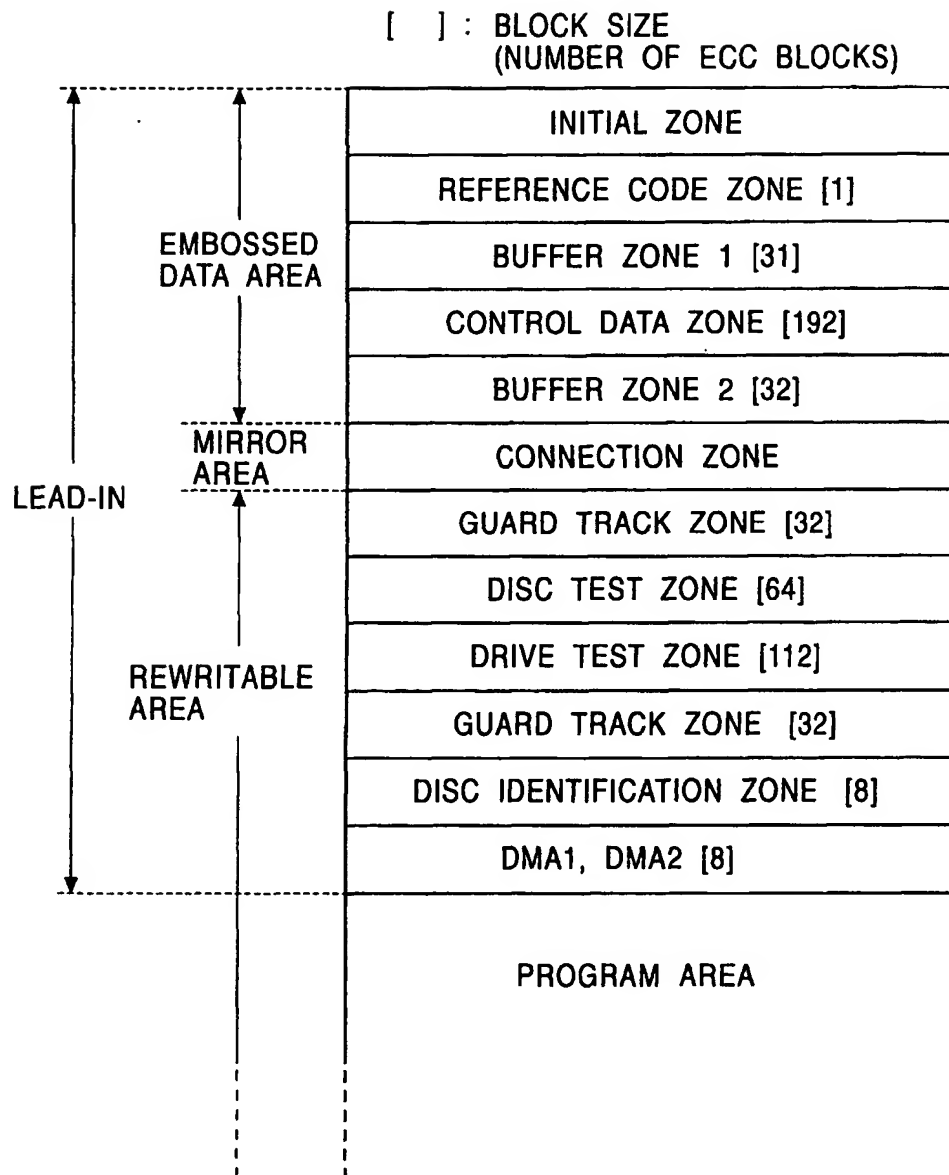 [ ] : BLOCK SIZE
(NUMBER OF ECC BLOCKS)
INITIAL ZONE
REFERENCE CODE ZONE [1]
EMBOSSED
DATA AREA
BUFFER ZONE 1 [31]
CONTROL DATA ZONE [192]
BUFFER ZONE 2 [32]
MIRROR
AREA
CONNECTION ZONE
LEAD-IN
GUARD TRACK ZONE [32]
DISC TEST ZONE [64]
DRIVE TEST ZONE [112]
REWRITABLE
AREA
GUARD TRACK ZONE [32]
DISC IDENTIFICATION ZONE [8]
DMA1, DMA2 [8]
PROGRAM AREA